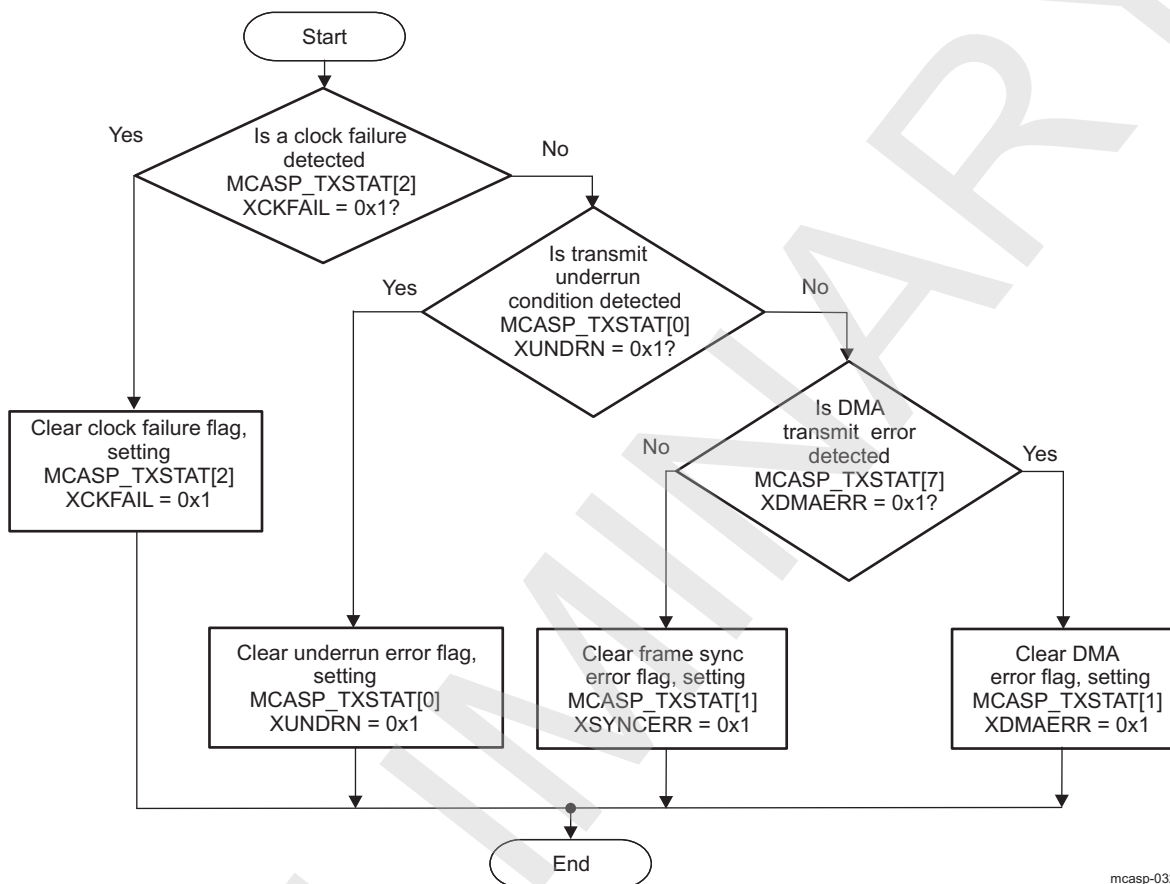 Start
Yes
Is a clock failure
detected
MCASP_TXSTAT[2]
XCKFAIL = 0x1?
No
Yes
Is transmit
underrun
condition detected
MCASP_TXSTAT[0]
XUNDRN = 0x1?
No
Clear clock failure flag,
setting
MCASP_TXSTAT[2]
XCKFAIL = 0x1
No
Is DMA
transmit error
detected
MCASP_TXSTAT[7]
XDMAERR = 0x1?
Yes
Clear underrun error flag,
setting
MCASP_TXSTAT[0]
XUNDRN = 0x1
Clear frame sync
error flag, setting
MCASP_TXSTAT[1]
XSYNCERR = 0x1
Clear DMA
error flag, setting
MCASP_TXSTAT[1]
XDMAERR = 0x1
End
IMINARY